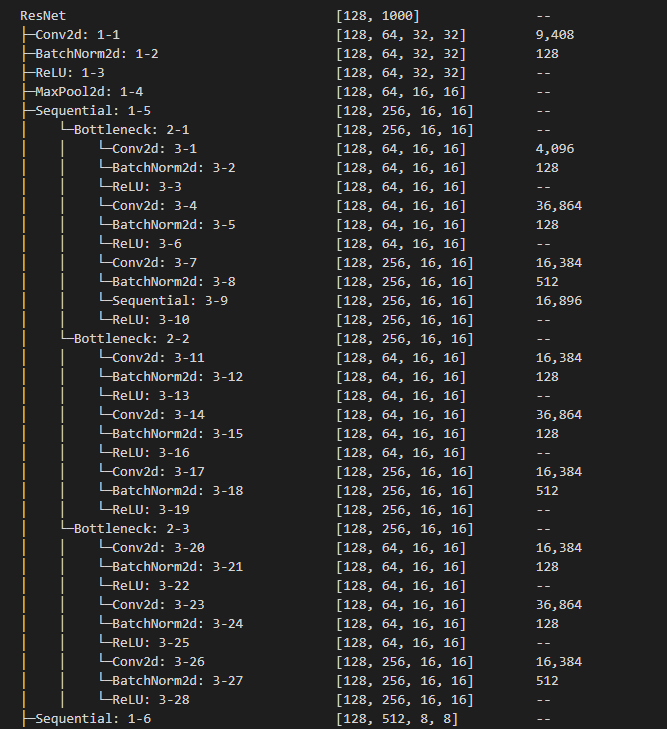 ResNet [128, 1000] --
├─Conv2d: 1-1 [128, 64, 32, 32] 9,408
├─BatchNorm2d: 1-2 [128, 64, 32, 32] 128
├─ReLU: 1-3 [128, 64, 32, 32] --
├─MaxPool2d: 1-4 [128, 64, 16, 16] --
├─Sequential: 1-5 [128, 256, 16, 16] --
│ └─Bottleneck: 2-1 [128, 256, 16, 16] --
│ │ └─Conv2d: 3-1 [128, 64, 16, 16] 4,096
│ │ └─BatchNorm2d: 3-2 [128, 64, 16, 16] 128
│ │ └─ReLU: 3-3 [128, 64, 16, 16] --
│ │ └─Conv2d: 3-4 [128, 64, 16, 16] 36,864
│ │ └─BatchNorm2d: 3-5 [128, 64, 16, 16] 128
│ │ └─ReLU: 3-6 [128, 64, 16, 16] --
│ │ └─Conv2d: 3-7 [128, 256, 16, 16] 16,384
│ │ └─BatchNorm2d: 3-8 [128, 256, 16, 16] 512
│ │ └─Sequential: 3-9 [128, 256, 16, 16] 16,896
│ │ └─ReLU: 3-10 [128, 256, 16, 16] --
│ └─Bottleneck: 2-2 [128, 256, 16, 16] --
│ │ └─Conv2d: 3-11 [128, 64, 16, 16] 16,384
│ │ └─BatchNorm2d: 3-12 [128, 64, 16, 16] 128
│ │ └─ReLU: 3-13 [128, 64, 16, 16] --
│ │ └─Conv2d: 3-14 [128, 64, 16, 16] 36,864
│ │ └─BatchNorm2d: 3-15 [128, 64, 16, 16] 128
│ │ └─ReLU: 3-16 [128, 64, 16, 16] --
│ │ └─Conv2d: 3-17 [128, 256, 16, 16] 16,384
│ │ └─BatchNorm2d: 3-18 [128, 256, 16, 16] 512
│ │ └─ReLU: 3-19 [128, 256, 16, 16] --
│ └─Bottleneck: 2-3 [128, 256, 16, 16] --
│ │ └─Conv2d: 3-20 [128, 64, 16, 16] 16,384
│ │ └─BatchNorm2d: 3-21 [128, 64, 16, 16] 128
│ │ └─ReLU: 3-22 [128, 64, 16, 16] --
│ │ └─Conv2d: 3-23 [128, 64, 16, 16] 36,864
│ │ └─BatchNorm2d: 3-24 [128, 64, 16, 16] 128
│ │ └─ReLU: 3-25 [128, 64, 16, 16] --
│ │ └─Conv2d: 3-26 [128, 256, 16, 16] 16,384
│ │ └─BatchNorm2d: 3-27 [128, 256, 16, 16] 512
│ │ └─ReLU: 3-28 [128, 256, 16, 16] --
├─Sequential: 1-6 [128, 512, 8, 8] --